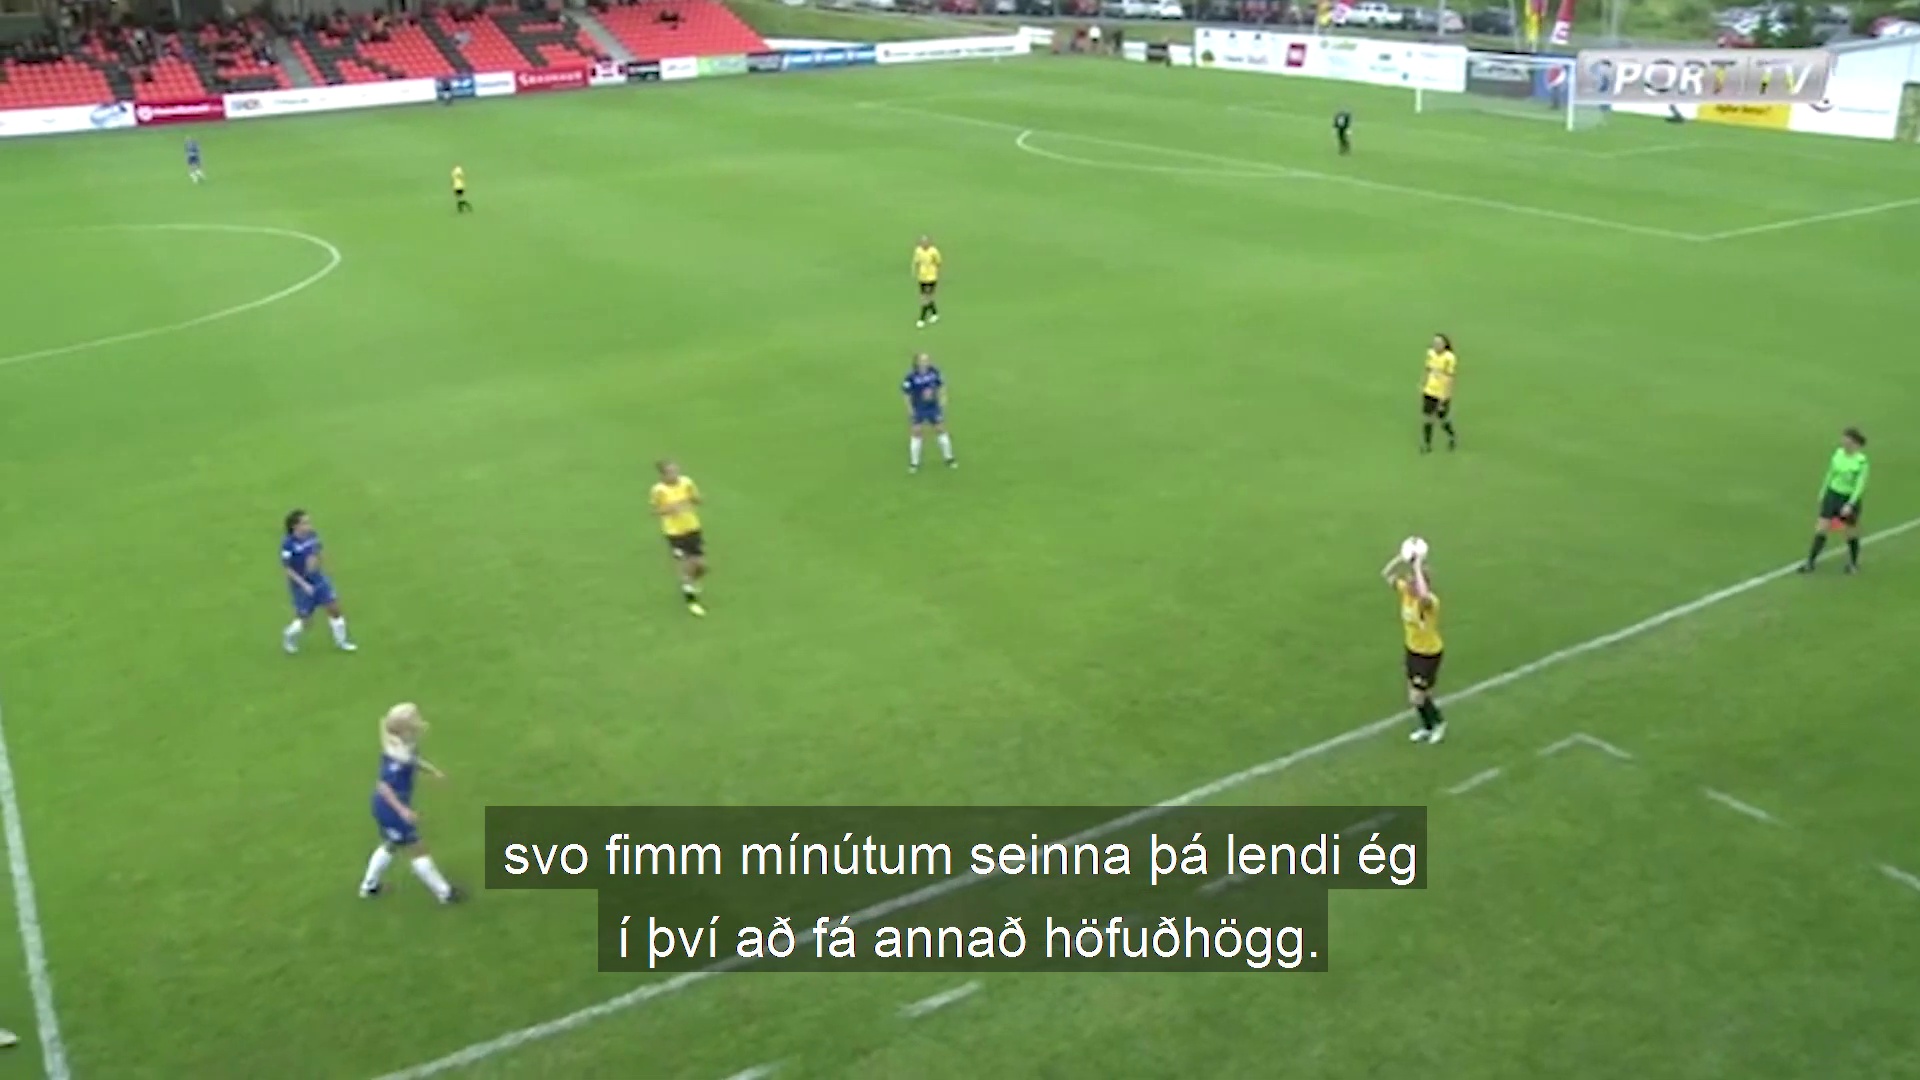 SPORT TV
svo fimm mínútum seinna þá lendi ég
í því að fá annað höfuðhögg.